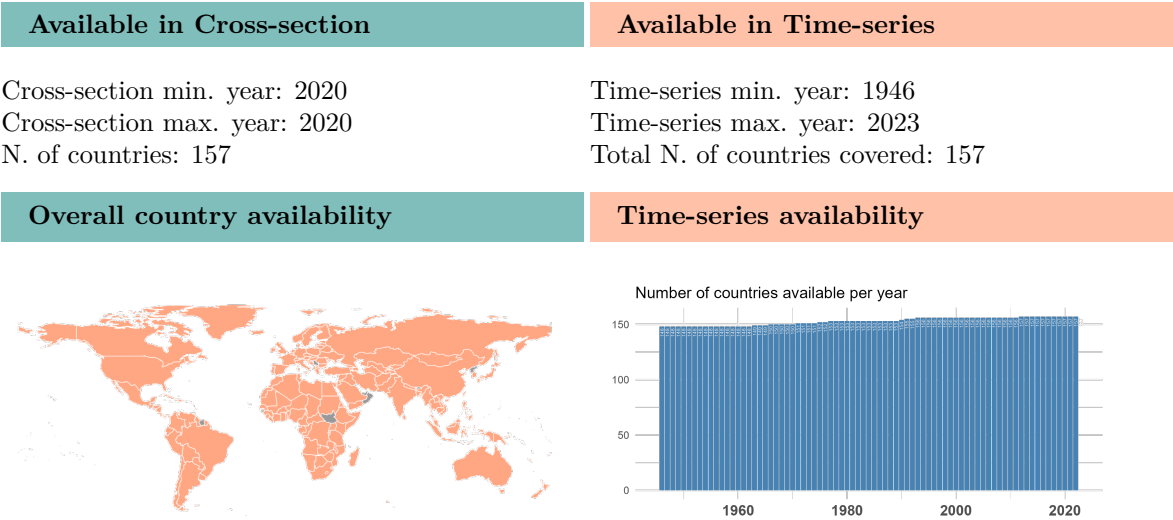 Available in Cross-section
Available in Time-series
Cross-section min. year: 2020
Cross-section max. year: 2020
N. of countries: 157
Time-series min. year: 1946
Time-series max. year: 2023
Total N. of countries covered: 157
Overall country availability
Time-series availability
Number of countries available per year
150
100
50
0
1960 1980 2000 2020